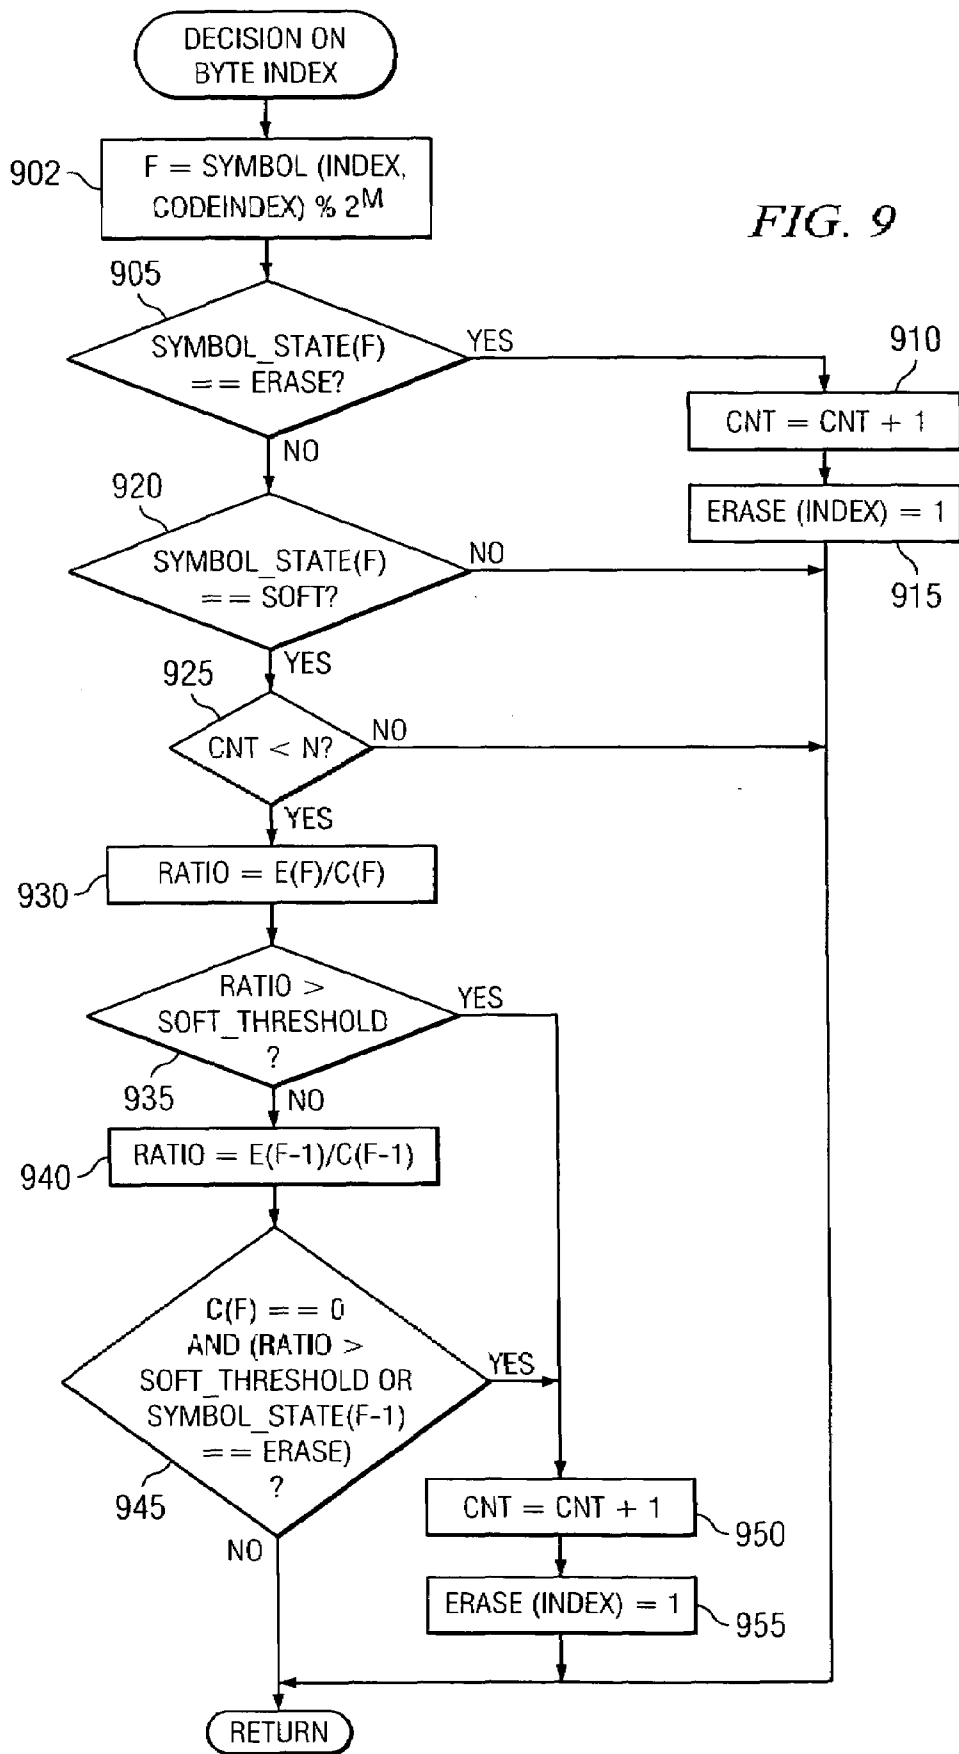 DECISION ON
BYTE INDEX
902
F = SYMBOL (INDEX,
CODEINDEX) % 2^M
FIG. 9
905
SYMBOL_STATE(F)
== ERASE?
YES
NO
910
CNT = CNT + 1
ERASE (INDEX) = 1
915
920
SYMBOL_STATE(F)
== SOFT?
NO
YES
925
CNT < N?
NO
YES
930
RATIO = E(F)/C(F)
RATIO >
SOFT_THRESHOLD
?
YES
935
NO
940
RATIO = E(F-1)/C(F-1)
C(F) == 0
AND (RATIO >
SOFT_THRESHOLD OR
SYMBOL_STATE(F-1)
== ERASE)
?
YES
945
NO
CNT = CNT + 1
950
ERASE (INDEX) = 1
955
RETURN